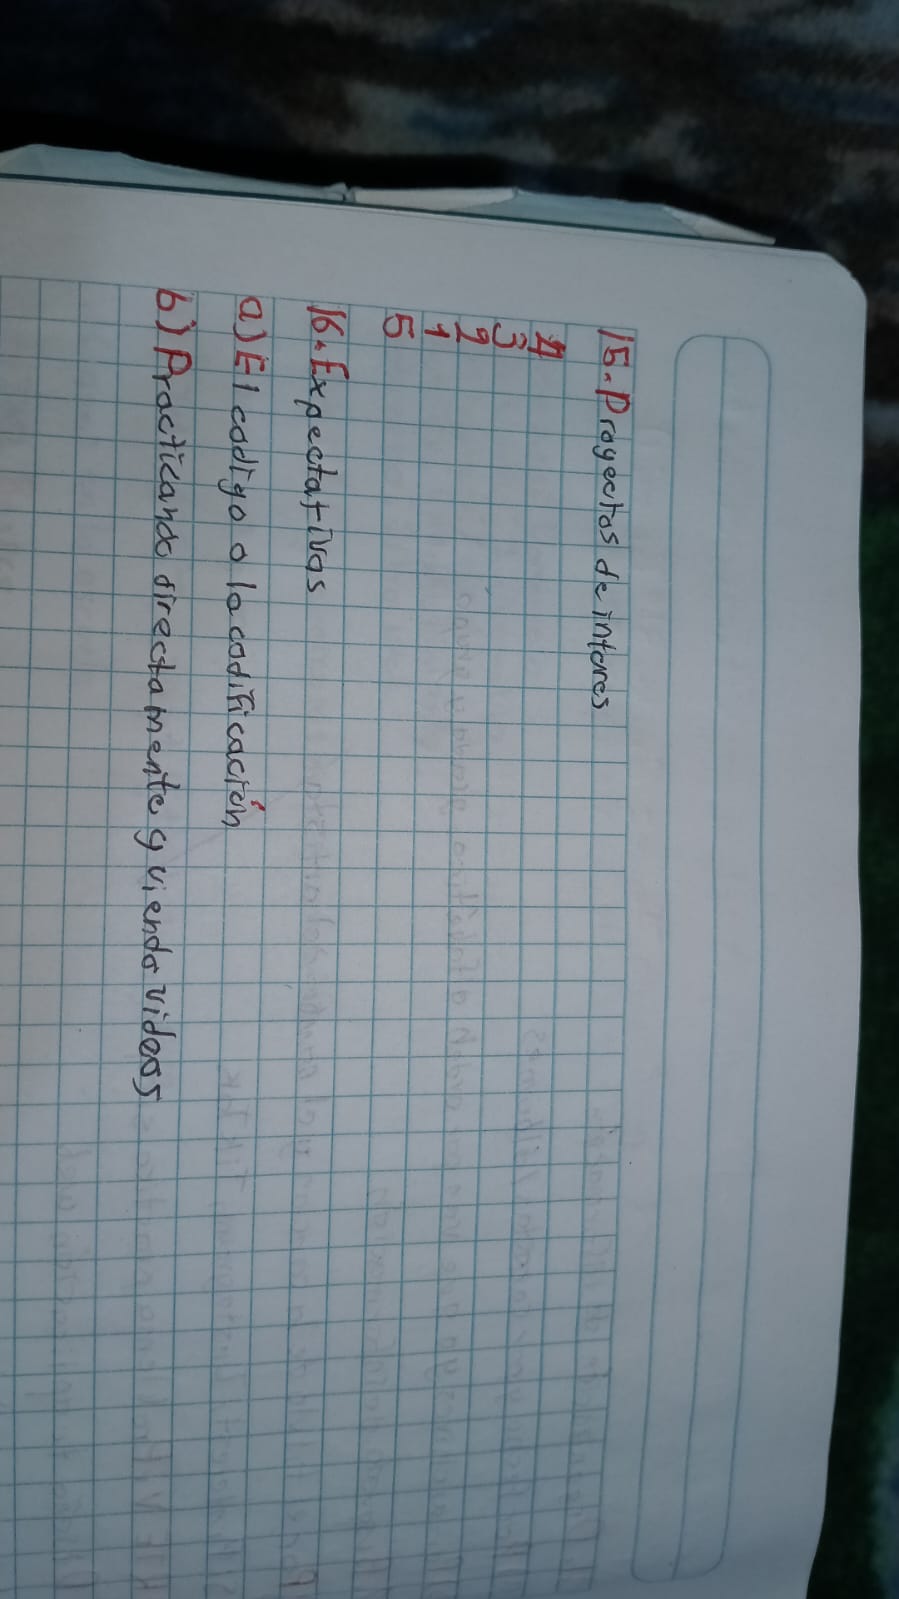 15. Proyectos de interes
4
3
2
1
5
16. Expectativas
a) El codigo o la codificación
b) Practicando directamente y viendo videos